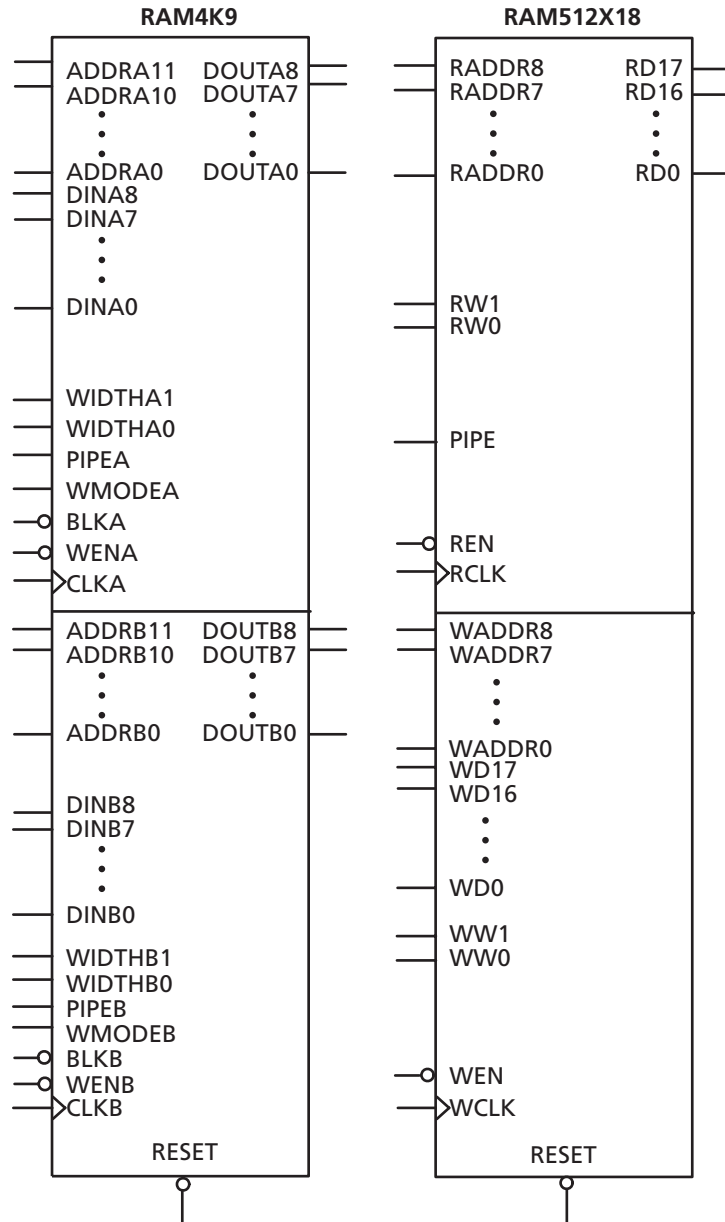 RAM4K9
ADDRA11 DOUTA8
ADDRA10 DOUTA7
ADDRA0 DOUTA0
DINA8
DINA7
DINA0
WIDTHA1
WIDTHA0
PIPEA
WMODEA
BLKA
WENA
CLKA
ADDRB11 DOUTB8
ADDRB10 DOUTB7
ADDRB0 DOUTB0
DINB8
DINB7
DINB0
WIDTHB1
WIDTHB0
PIPEB
WMODEB
BLKB
WENB
CLKB
RESET
RAM512X18
RADDR8 RD17
RADDR7 RD16
RADDR0 RD0
RW1
RW0
PIPE
REN
RCLK
WADDR8
WADDR7
WADDR0
WD17
WD16
WD0
WW1
WW0
WEN
WCLK
RESET